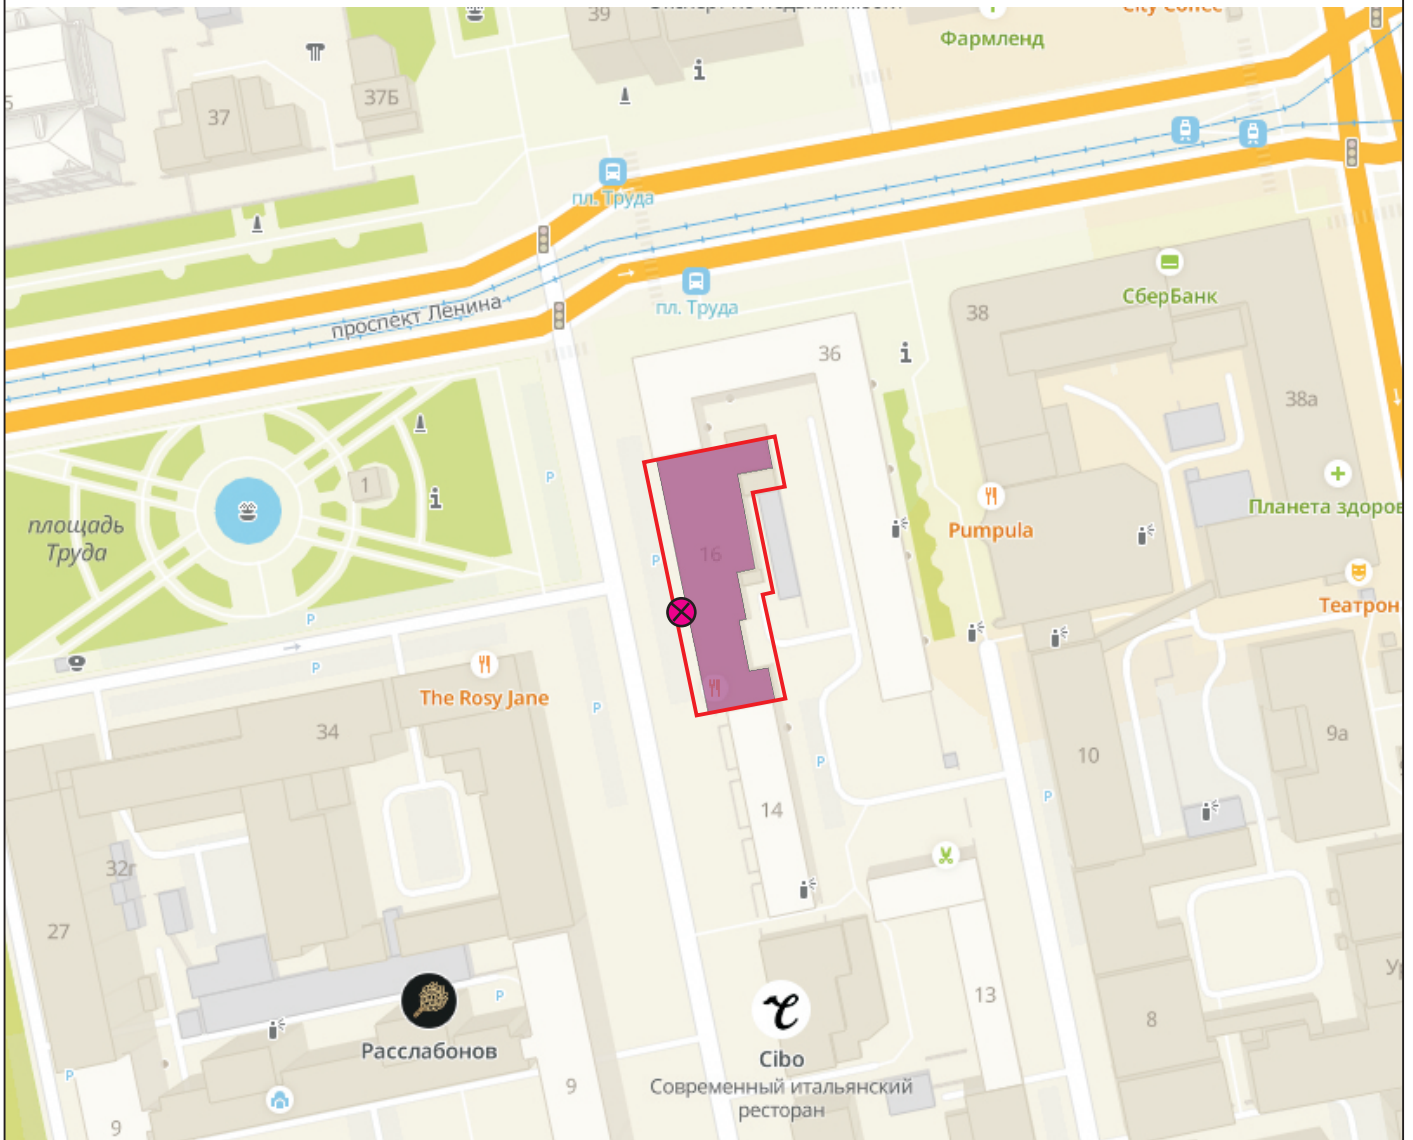 39
City Coffee
Фармленд
37
37Б
пл. Труда
проспект Ленина
пл. Труда
СберБанк
38
36
38а
1
P
площадь
Труда
Pumpula
Планета здоров
16
P
Театрон
P
P
The Rosy Jane
P
34
9а
10
P
P
14
32г
27
13
P
8
Расслабонов
Cibo
Современный итальянский
ресторан
P
9
9